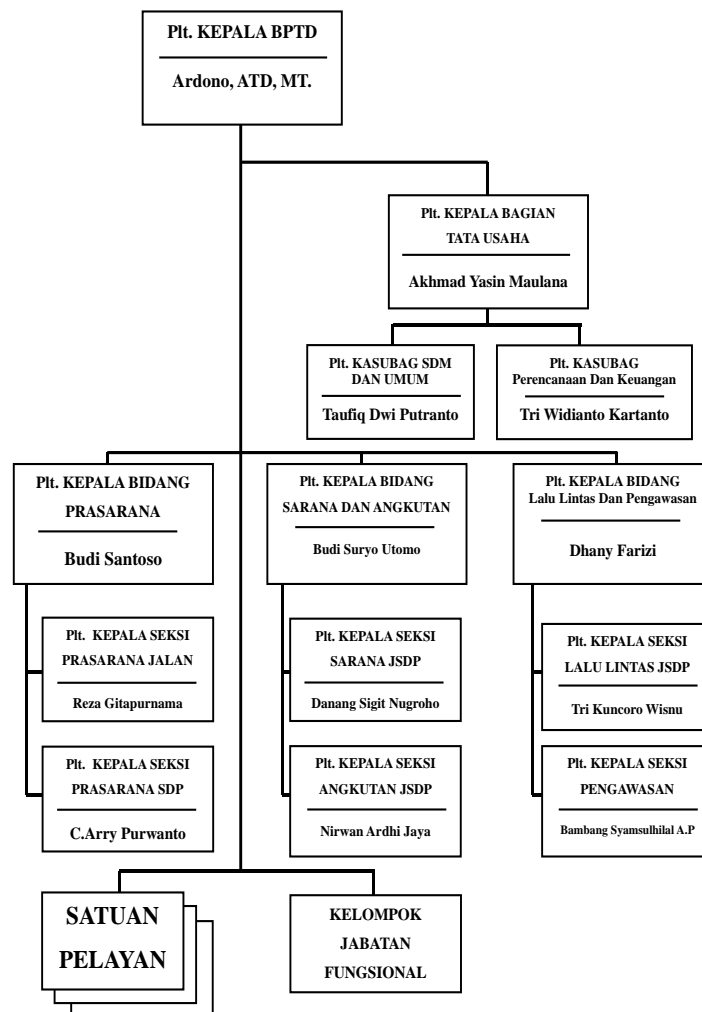 Plt. KEPALA BPTD
Ardono, ATD, MT.
Plt. KEPALA BAGIAN
TATA USAHA
Akhmad Yasin Maulana
Plt. KASUBAG SDM
DAN UMUM
Taufiq Dwi Putranto
Plt. KASUBAG
Perencanaan Dan Keuangan
Tri Widianto Kartanto
Plt. KEPALA BIDANG
PRASARANA
Budi Santoso
Plt. KEPALA BIDANG
SARANA DAN ANGKUTAN
Budi Suryo Utomo
Plt. KEPALA BIDANG
Lalu Lintas Dan Pengawasan
Dhany Farizi
Plt. KEPALA SEKSI
PRASARANA JALAN
Reza Gitapurnama
Plt. KEPALA SEKSI
SARANA JSDP
Danang Sigit Nugroho
Plt. KEPALA SEKSI
LALU LINTAS JSDP
Tri Kuncoro Wisnu
Plt. KEPALA SEKSI
PRASARANA SDP
C.Arry Purwanto
Plt. KEPALA SEKSI
ANGKUTAN JSDP
Nirwan Ardhi Jaya
Plt. KEPALA SEKSI
PENGAWASAN
Bambang Syamsulhilal A.P
SATUAN
PELAYAN
KELOMPOK
JABATAN
FUNGSIONAL